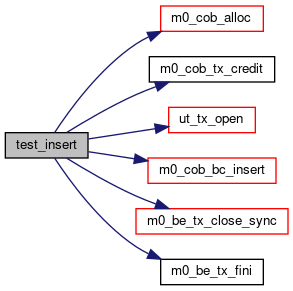 m0_cob_alloc
m0_cob_tx_credit
ut_tx_open
test_insert
m0_cob_bc_insert
m0_be_tx_close_sync
m0_be_tx_fini